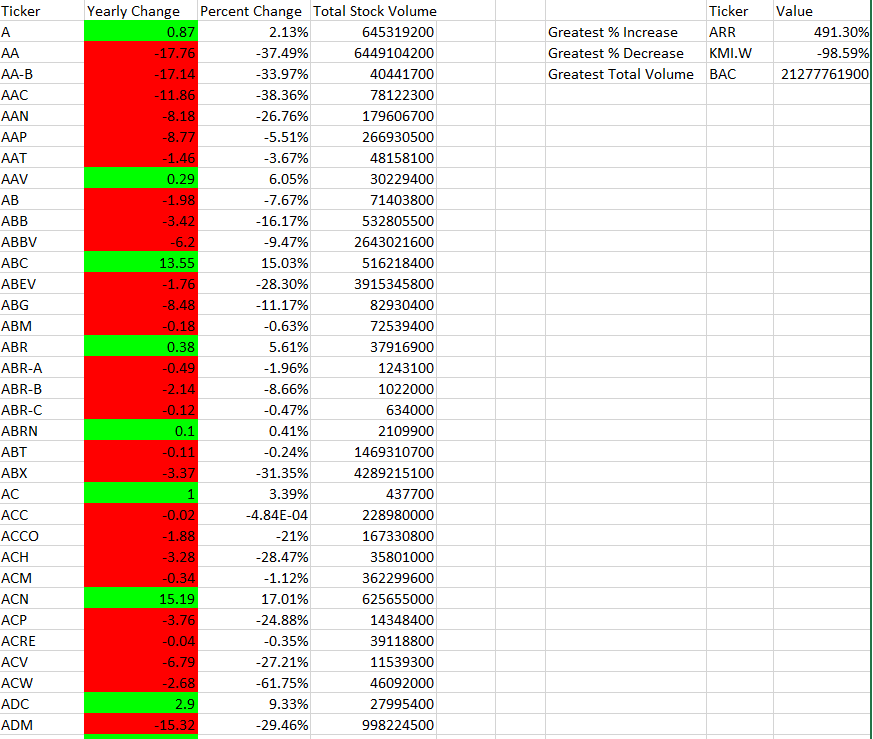 Ticker Yearly Change Percent Change Total Stock Volume Ticker Value
A 0.87 2.13% 645319200 Greatest % Increase ARR 491.30%
AA -17.76 -37.49% 6449104200 Greatest % Decrease KMI.W -98.59%
AA-B -17.14 -33.97% 40441700 Greatest Total Volume BAC 21277761900
AAC -11.86 -38.36% 78122300
AAN -8.18 -26.76% 179606700
AAP -8.77 -5.51% 266930500
AAT -1.46 -3.67% 48158100
AAV 0.29 6.05% 30229400
AB -1.98 -7.67% 71403800
ABB -3.42 -16.17% 532805500
ABBV -6.2 -9.47% 2643021600
ABC 13.55 15.03% 516218400
ABEV -1.76 -28.30% 3915345800
ABG -8.48 -11.17% 82930400
ABM -0.18 -0.63% 72539400
ABR 0.38 5.61% 37916900
ABR-A -0.49 -1.96% 1243100
ABR-B -2.14 -8.66% 1022000
ABR-C -0.12 -0.47% 634000
ABRN 0.1 0.41% 2109900
ABT -0.11 -0.24% 1469310700
ABX -3.37 -31.35% 4289215100
AC 1 3.39% 437700
ACC -0.02 -4.84E-04 228980000
ACCO -1.88 -21% 167330800
ACH -3.28 -28.47% 35801000
ACM -0.34 -1.12% 362299600
ACN 15.19 17.01% 625655000
ACP -3.76 -24.88% 14348400
ACRE -0.04 -0.35% 39118800
ACV -6.79 -27.21% 11539300
ACW -2.68 -61.75% 46092000
ADC 2.9 9.33% 27995400
ADM -15.32 -29.46% 998224500